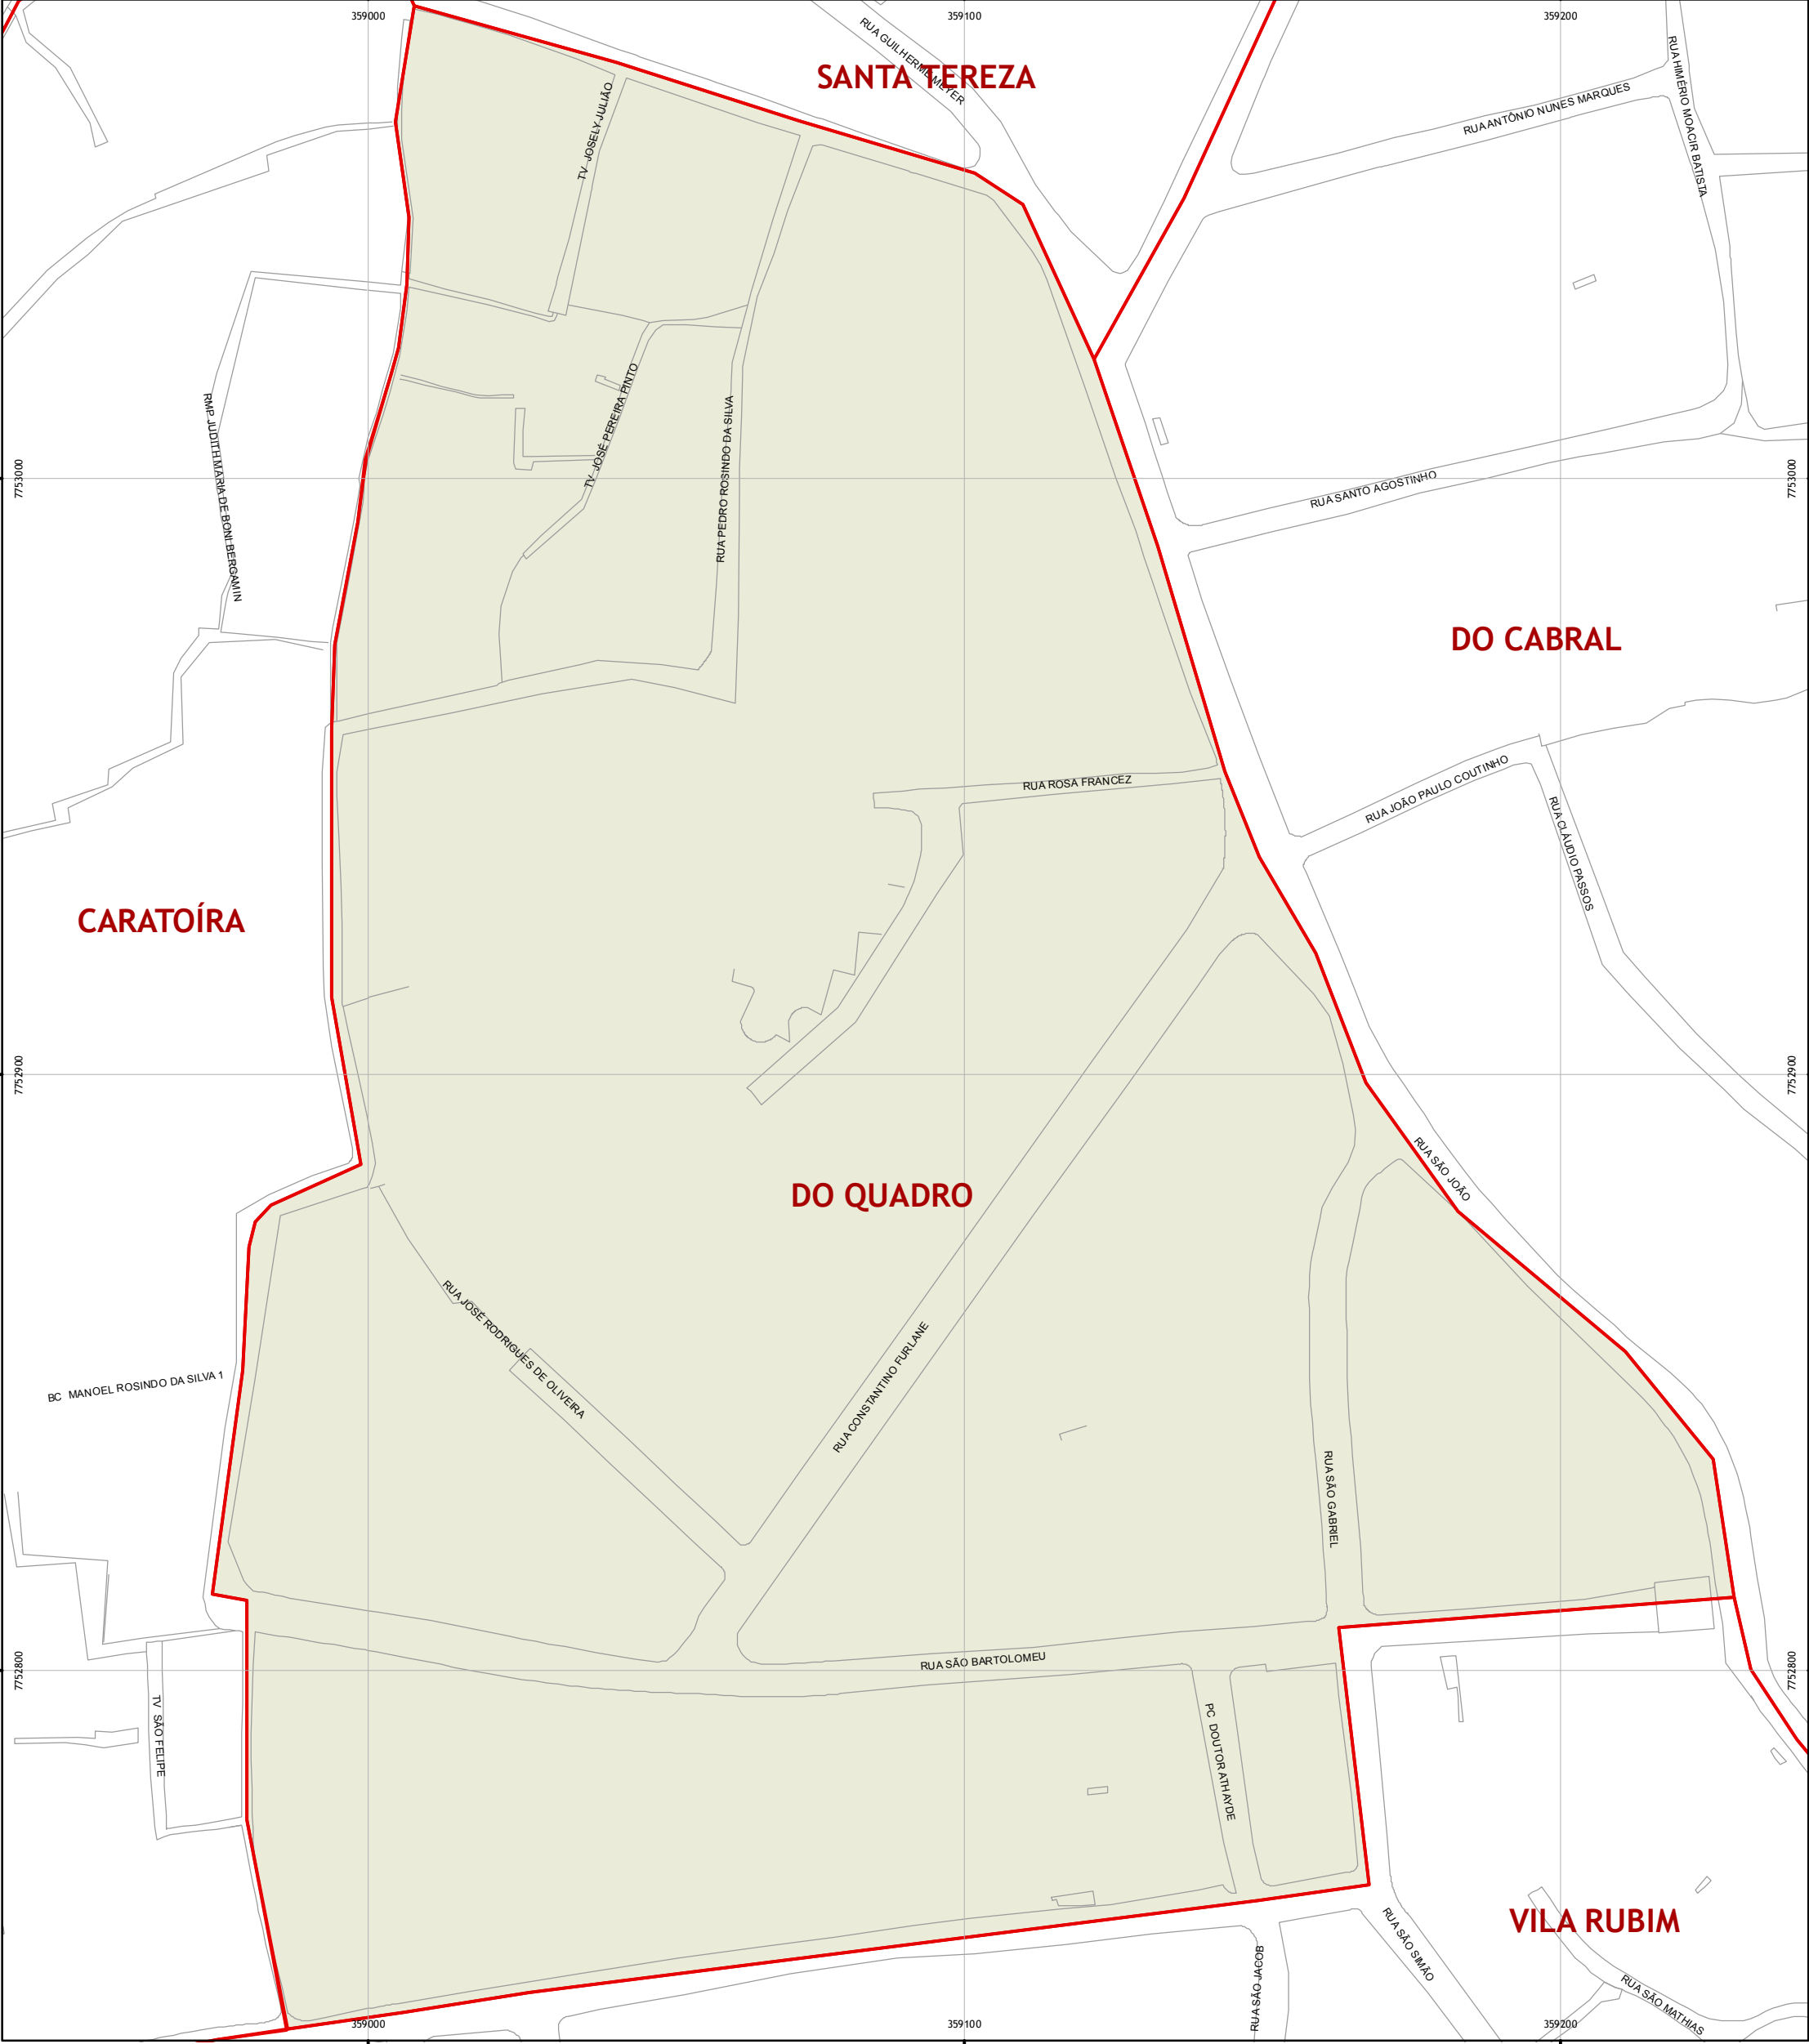 359000
359100
359200
RUA GUILHERME MEYER
SANTA TEREZA
RUA HIMÉRIO MOACIR BATISTA
RUA ANTÔNIO NUNES MARQUES
TV JOSELY JULIÃO
TV JOSÉ PEREIRA PINTO
RUA PEDRO ROSINDO DA SILVA
RMP JUDITH MARIA DE BONI BERGAMIN
7753000
7753000
RUA SANTO AGOSTINHO
DO CABRAL
RUA ROSA FRANCEZ
RUA JOÃO PAULO COUTINHO
RUA CLÁUDIO PASSOS
CARATOÍRA
7752900
7752900
RUA SÃO JOÃO
DO QUADRO
RUA JOSÉ RODRIGUES DE OLIVEIRA
RUA CONSTANTINO FURLANE
BC MANOEL ROSINDO DA SILVA 1
RUA SÃO GABRIEL
RUA SÃO BARTOLOMEU
7752800
7752800
TV SÃO FELIPE
PC DOUTOR ATHAYDE
VILA RUBIM
RUA SÃO SIMÃO
RUA SÃO JACOB
RUA SÃO MATHIAS
359000
359100
359200